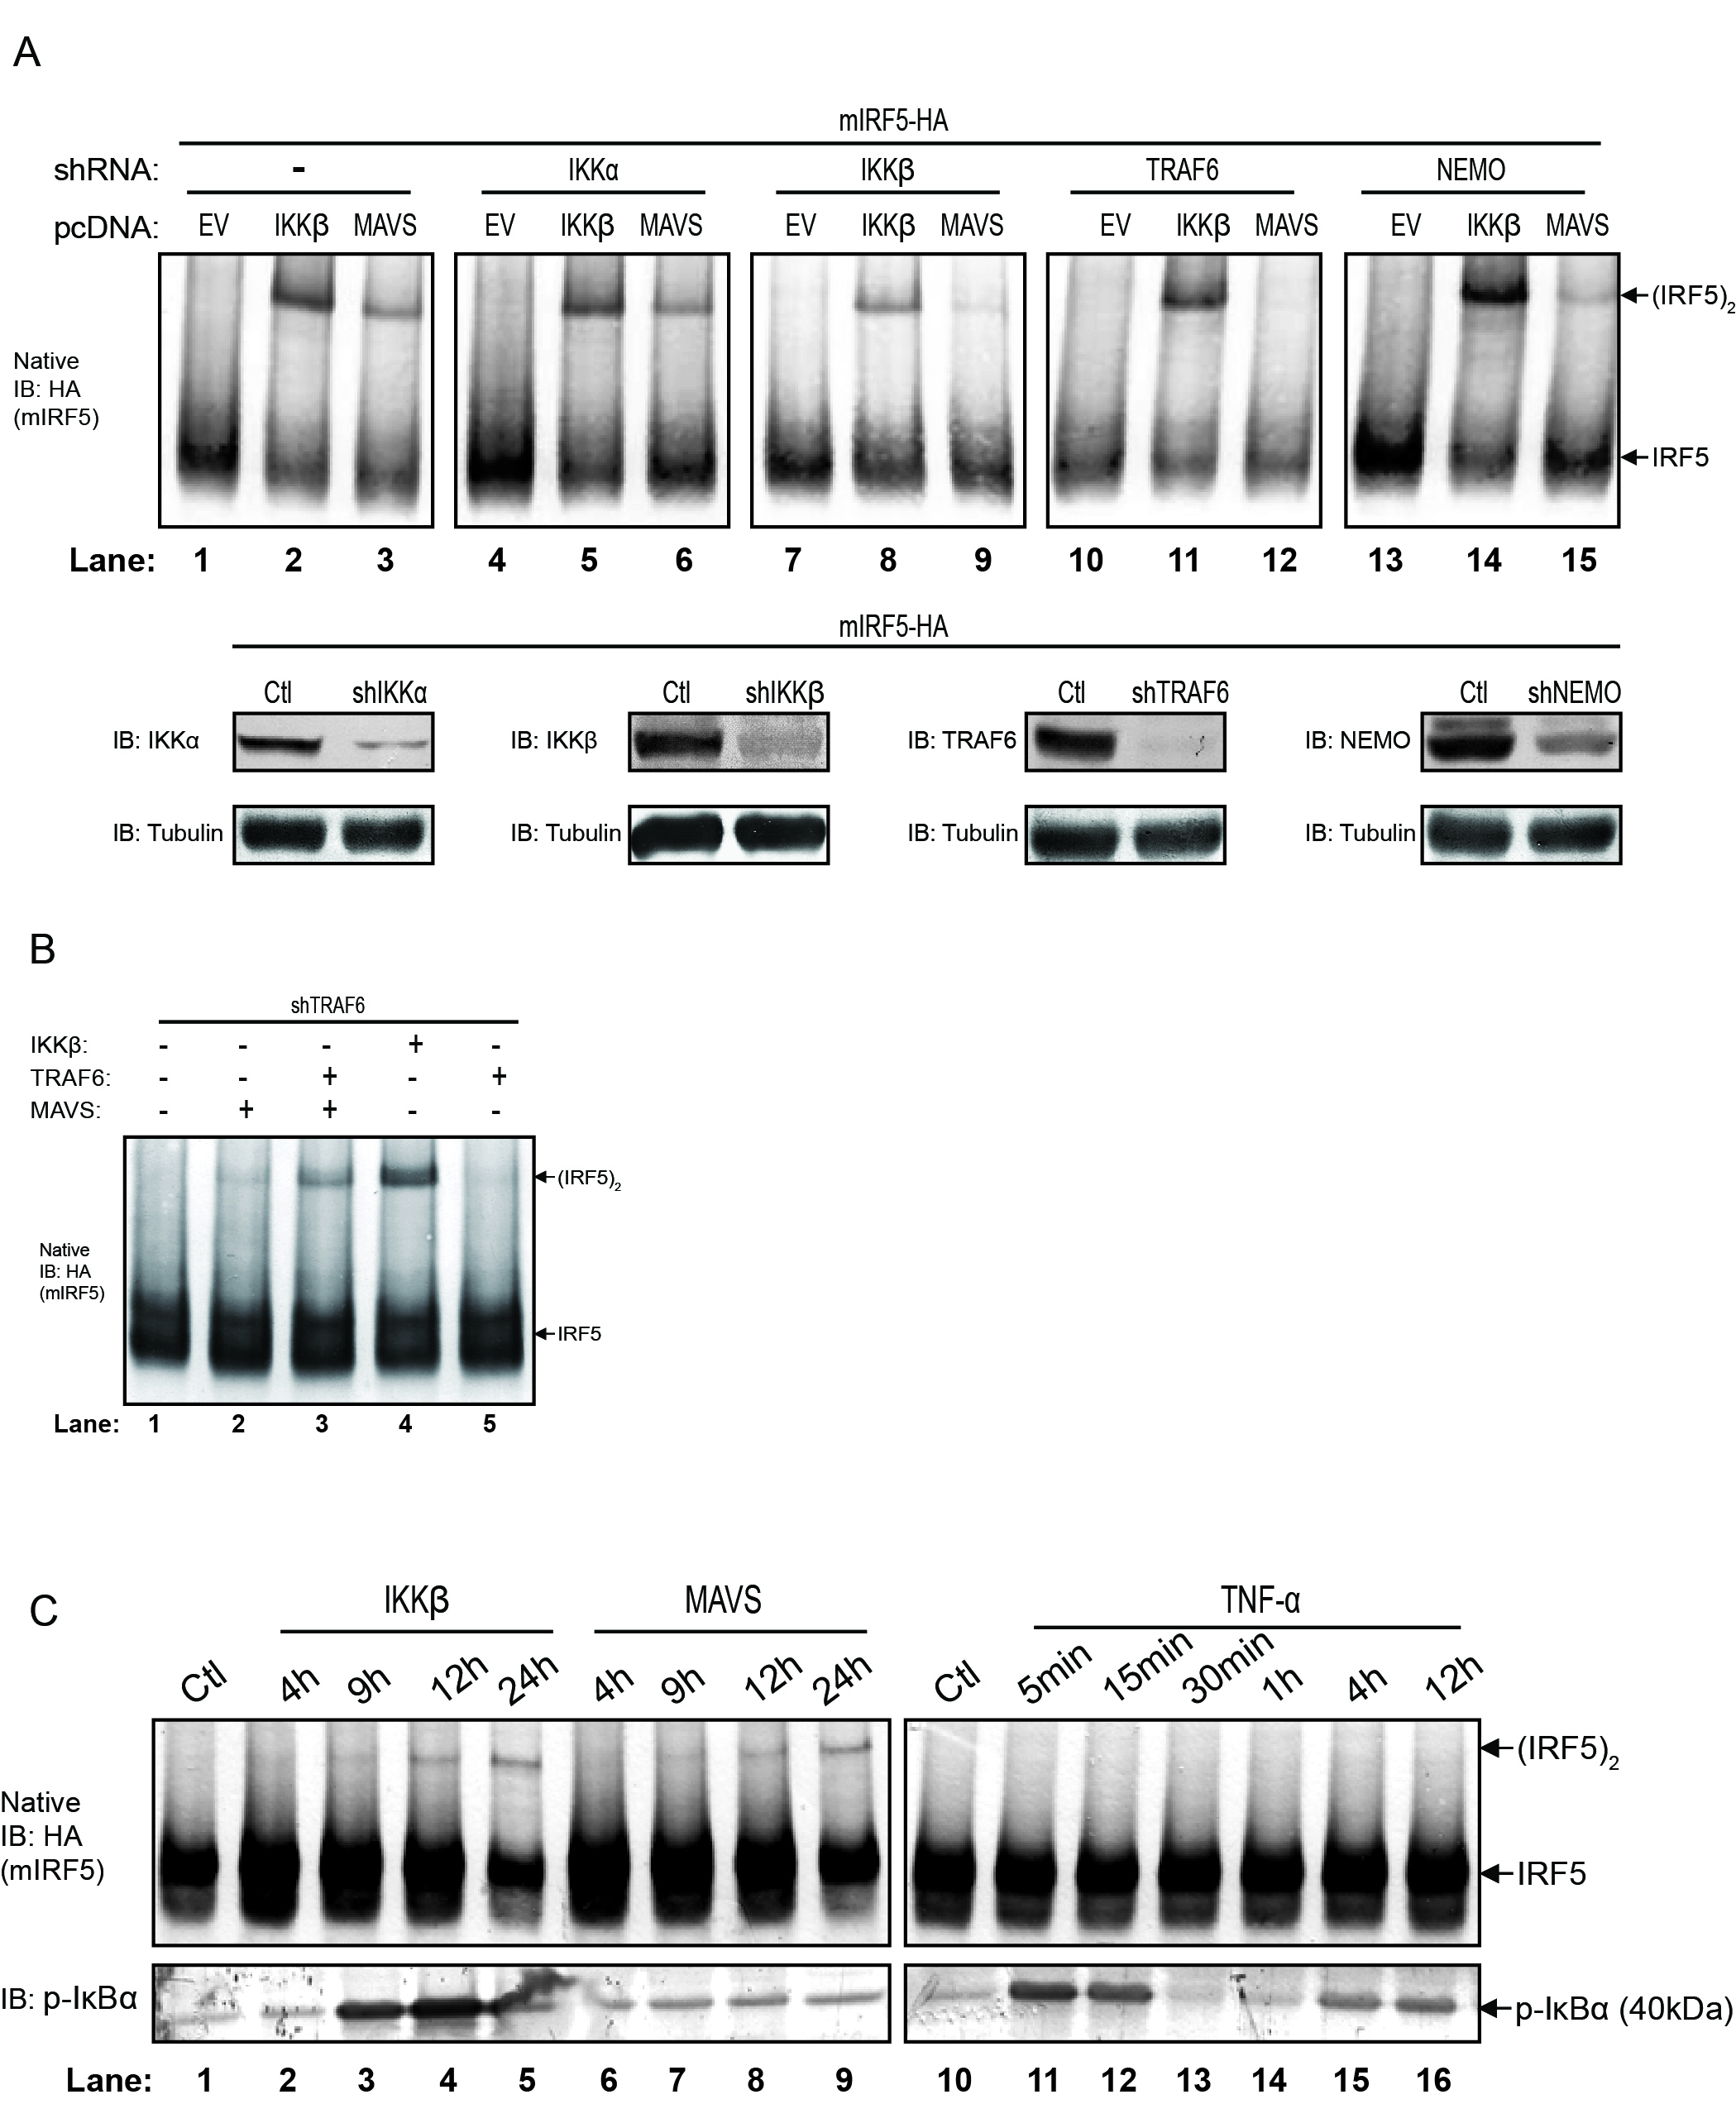 A
mIRF5-HA
shRNA: - IKKα IKKβ TRAF6 NEMO
pcDNA: EV IKKβ MAVS EV IKKβ MAVS EV IKKβ MAVS EV IKKβ MAVS EV IKKβ MAVS
(IRF5)2
Native
IB: HA
(mIRF5)
IRF5
Lane: 1 2 3 4 5 6 7 8 9 10 11 12 13 14 15
mIRF5-HA
Ctl shIKKα Ctl shIKKβ Ctl shTRAF6 Ctl shNEMO
IB: IKKα IB: IKKβ IB: TRAF6 IB: NEMO
IB: Tubulin IB: Tubulin IB: Tubulin IB: Tubulin
B
shTRAF6
IKKβ: - - - + -
TRAF6: - - + - +
MAVS: - + + - -
(IRF5)2
Native
IB: HA
(mIRF5)
IRF5
Lane: 1 2 3 4 5
C
IKKβ MAVS TNF-α
Ctl 4h 9h 12h 24h 4h 9h 12h 24h Ctl 5min 15min 30min 1h 4h 12h
(IRF5)2
Native
IB: HA
(mIRF5)
IRF5
IB: p-IκBα
p-IκBα (40kDa)
Lane: 1 2 3 4 5 6 7 8 9 10 11 12 13 14 15 16